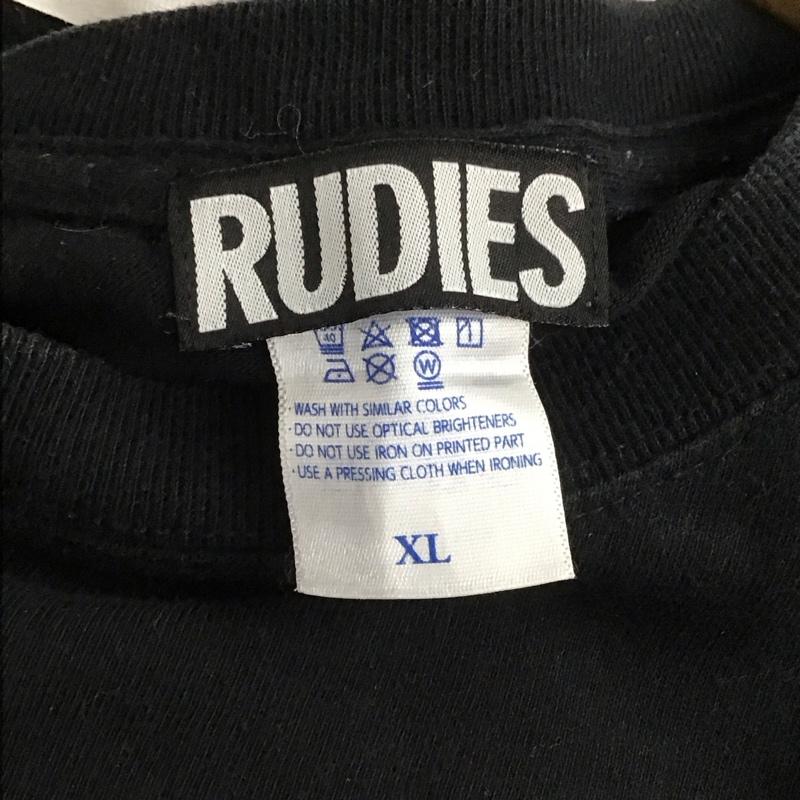 RUDIES
40
W
·WASH WITH SIMILAR COLORS
·DO NOT USE OPTICAL BRIGHTENERS
·DO NOT USE IRON ON PRINTED PART
·USE A PRESSING CLOTH WHEN IRONING
XL